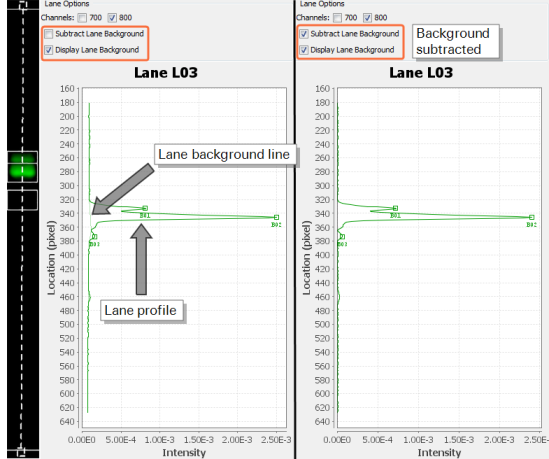 Lane Options
Channels: 700 800
Subtract Lane Background
Display Lane Background
Lane L03
160
180
200
220
240
260
280
300
320
340
360
380
400
420
440
460
480
500
520
540
560
580
600
620
640
Location (pixel)
B01
B02
B03
Lane background line
Lane profile
0.00E0 5.00E-4 1.00E-3 1.50E-3 2.00E-3 2.50E-3
Intensity
Lane Options
Channels: 700 800
Subtract Lane Background
Display Lane Background
Background
subtracted
Lane L03
160
180
200
220
240
260
280
300
320
340
360
380
400
420
440
460
480
500
520
540
560
580
600
620
640
Location (pixel)
B01
B02
B03
0.00E0 5.00E-4 1.00E-3 1.50E-3 2.00E-3 2.50E-3
Intensity